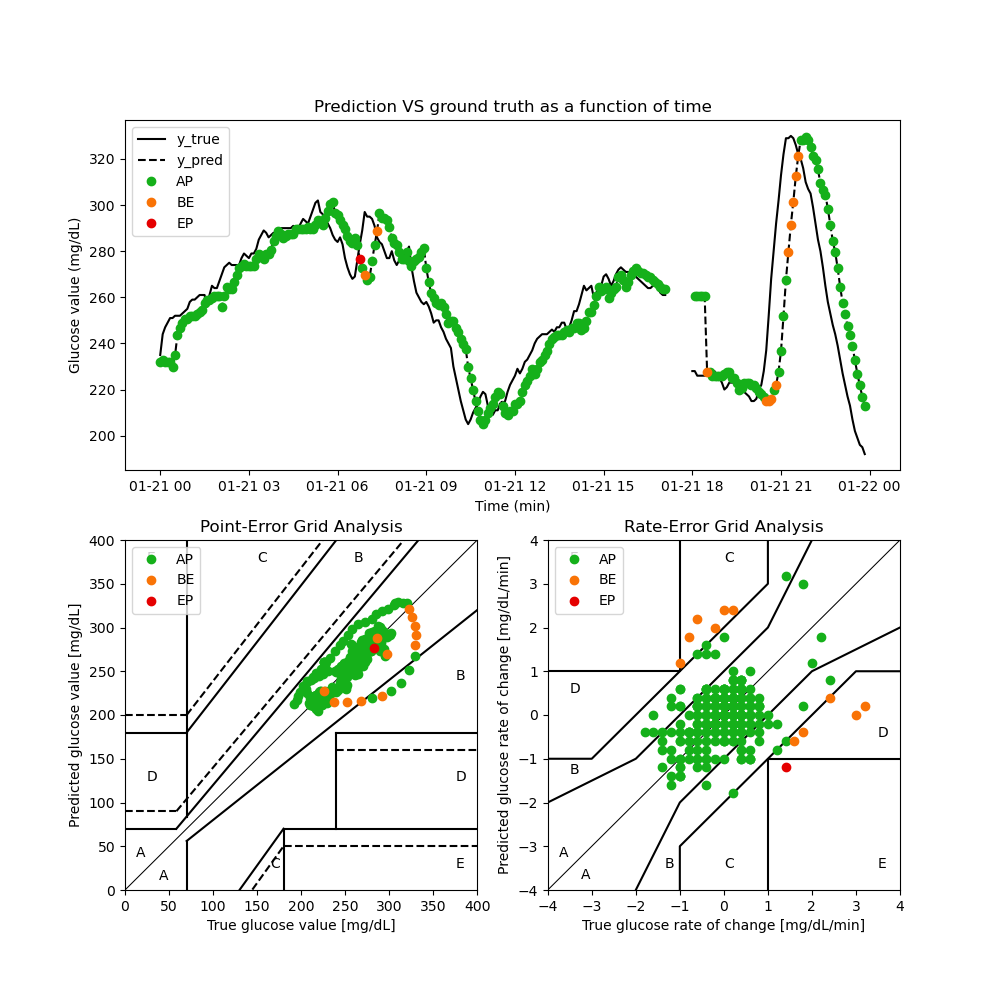 Prediction VS ground truth as a function of time
Glucose value (mg/dL)
320
300
280
260
240
220
200
y_true
y_pred
AP
BE
EP
01-21 00 01-21 03 01-21 06 01-21 09 01-21 12 01-21 15 01-21 18 01-21 21 01-22 00
Time (min)
Point-Error Grid Analysis
Predicted glucose value [mg/dL]
400
350
300
250
200
150
100
50
0
AP
BE
EP
C
B
B
D
D
A
A
C
E
0 50 100 150 200 250 300 350 400
True glucose value [mg/dL]
Rate-Error Grid Analysis
Predicted glucose rate of change [mg/dL/min]
4
3
2
1
0
−1
−2
−3
−4
AP
BE
EP
C
D
D
B
A
A
B
C
E
−4 −3 −2 −1 0 1 2 3 4
True glucose rate of change [mg/dL/min]